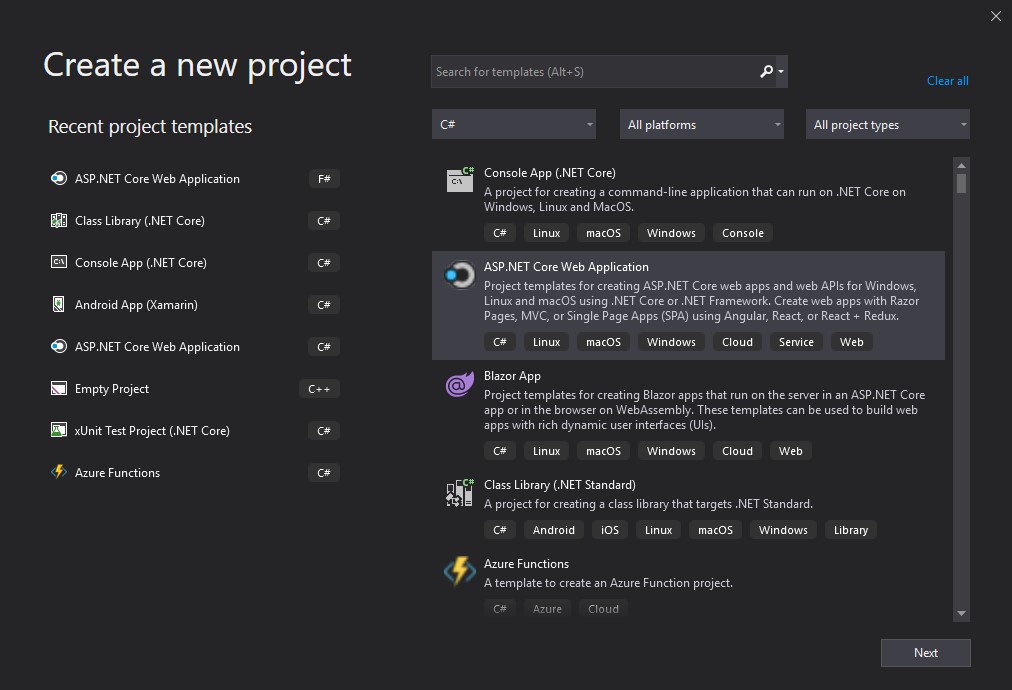 Create a new project
Search for templates (Alt+S)
Clear all
C#
All platforms
All project types
Recent project templates
ASP.NET Core Web Application F#
Class Library (.NET Core) C#
Console App (.NET Core) C#
Android App (Xamarin) C#
ASP.NET Core Web Application C#
Empty Project C++
xUnit Test Project (.NET Core) C#
Azure Functions C#
Console App (.NET Core)
A project for creating a command-line application that can run on .NET Core on
Windows, Linux and MacOS.
C# Linux macOS Windows Console
ASP.NET Core Web Application
Project templates for creating ASP.NET Core web apps and web APIs for Windows,
Linux and macOS using .NET Core or .NET Framework. Create web apps with Razor
Pages, MVC, or Single Page Apps (SPA) using Angular, React, or React + Redux.
C# Linux macOS Windows Cloud Service Web
Blazor App
Project templates for creating Blazor apps that run on the server in an ASP.NET Core
app or in the browser on WebAssembly. These templates can be used to build web
apps with rich dynamic user interfaces (UIs).
C# Linux macOS Windows Cloud Web
Class Library (.NET Standard)
A project for creating a class library that targets .NET Standard.
C# Android iOS Linux macOS Windows Library
Azure Functions
A template to create an Azure Function project.
C# Azure Cloud
Next